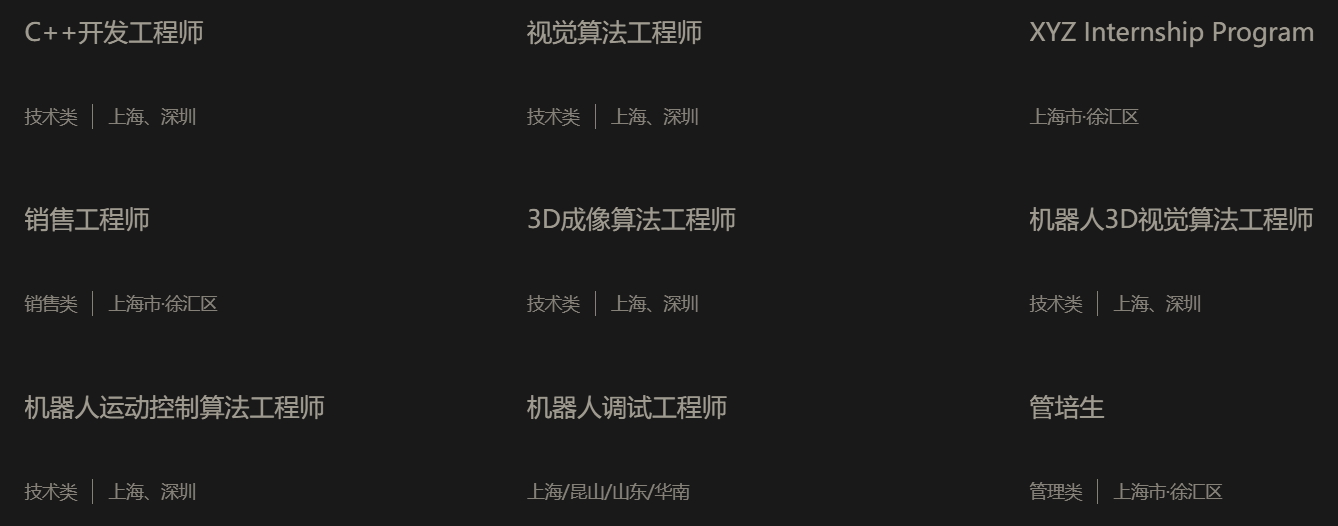 C++开发工程师
视觉算法工程师
XYZ Internship Program
技术类 | 上海、深圳
技术类 | 上海、深圳
上海市·徐汇区
销售工程师
3D成像算法工程师
机器人3D视觉算法工程师
销售类 | 上海市·徐汇区
技术类 | 上海、深圳
技术类 | 上海、深圳
机器人运动控制算法工程师
机器人调试工程师
管培生
技术类 | 上海、深圳
上海/昆山/山东/华南
管理类 | 上海市·徐汇区